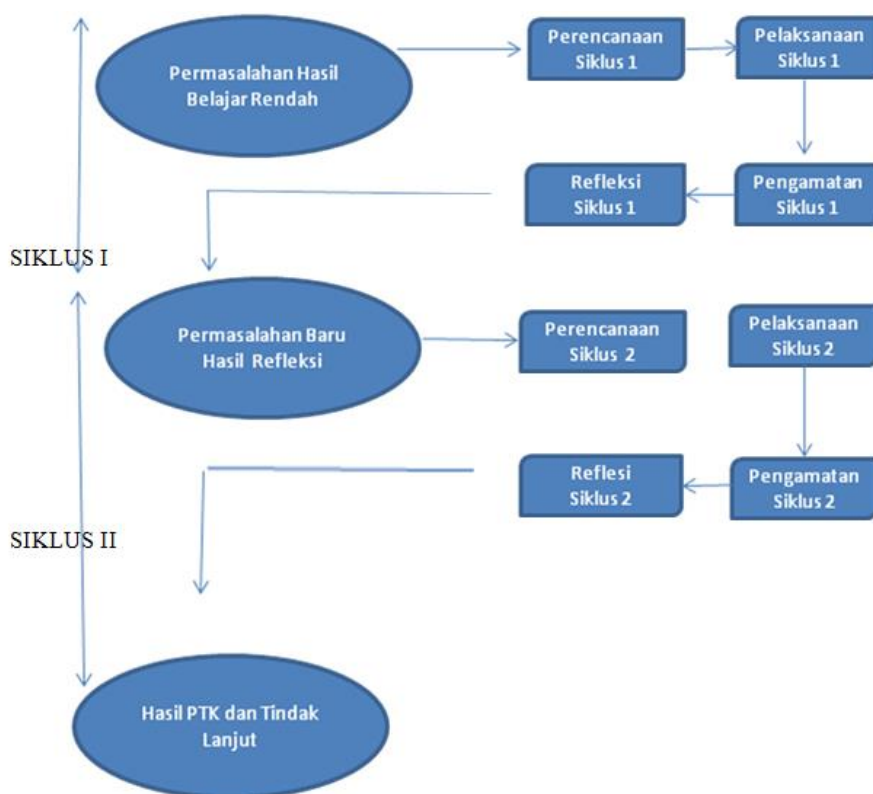 Permasalahan Hasil
Belajar Rendah
Perencanaan
Siklus 1
Pelaksanaan
Siklus 1
Refleksi
Siklus 1
Pengamatan
Siklus 1
SIKLUS I
Permasalahan Baru
Hasil Refleksi
Perencanaan
Siklus 2
Pelaksanaan
Siklus 2
Reflesi
Siklus 2
Pengamatan
Siklus 2
SIKLUS II
Hasil PTK dan Tindak
Lanjut